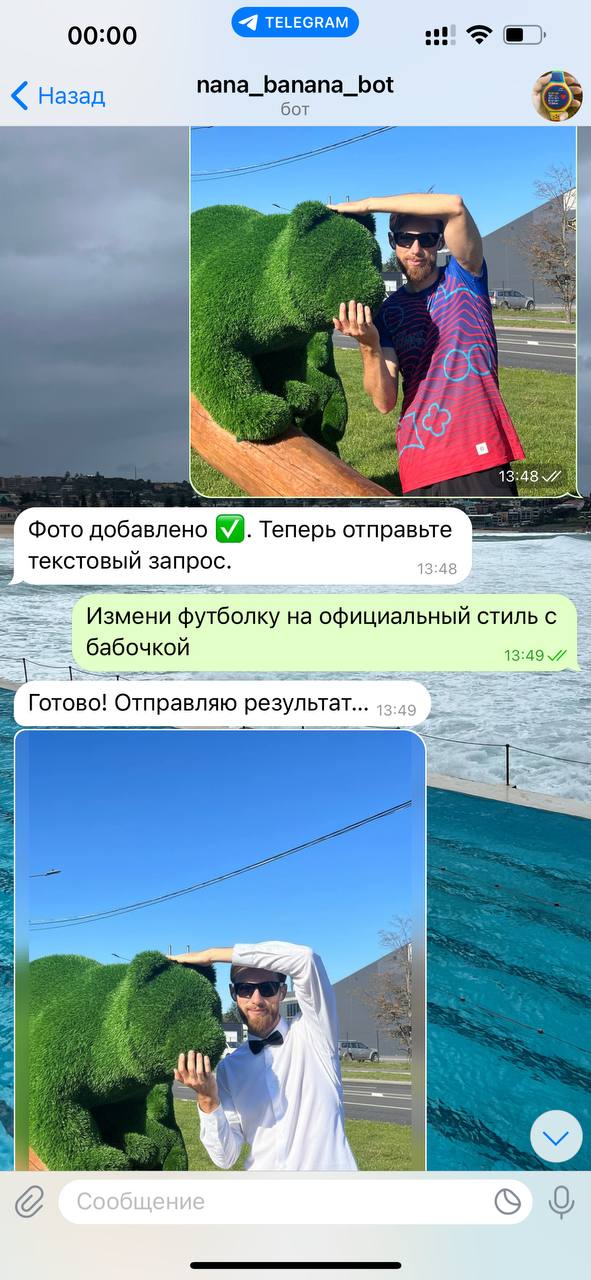 00:00
TELEGRAM
Назад
nana_banana_bot
бот
13:48
Фото добавлено ✅. Теперь отправьте
текстовый запрос.
13:48
Измени футболку на официальный стиль с
бабочкой
13:49
Готово! Отправляю результат...
13:49
Сообщение